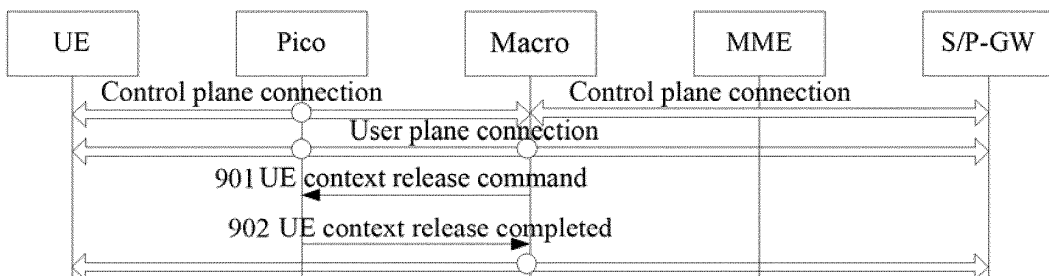 UE Pico Macro MME S/P-GW
Control plane connection Control plane connection
User plane connection
901 UE context release command
902 UE context release completed